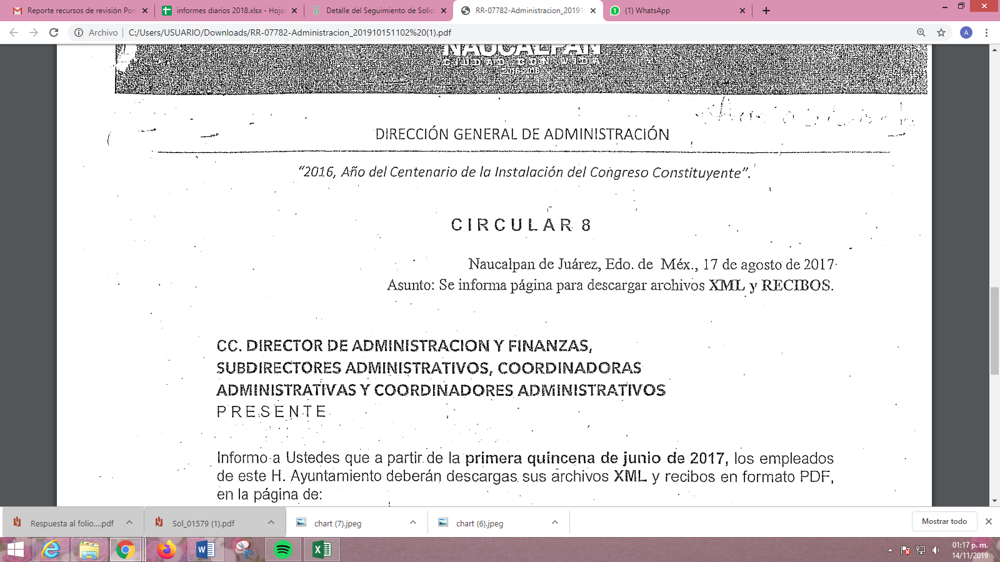 Reporte recursos de revisión Pon
informes diarios 2018.xlsx - Hoja
Detalle del Seguimiento de Solici
RR-07782-Administracion_20191
(1) WhatsApp
Archivo
C:/Users/USUARIO/Downloads/RR-07782-Administracion_201910151102%20(1).pdf
A
NAUCALPAN
CIUDAD CON VIDA
2016-2018
DIRECCIÓN GENERAL DE ADMINISTRACIÓN
“2016, Año del Centenario de la Instalación del Congreso Constituyente”.
CIRCULAR 8
Naucalpan de Juárez, Edo. de Méx., 17 de agosto de 2017
Asunto: Se informa página para descargar archivos XML y RECIBOS.
CC. DIRECTOR DE ADMINISTRACION Y FINANZAS,
SUBDIRECTORES ADMINISTRATIVOS, COORDINADORAS
ADMINISTRATIVAS Y COORDINADORES ADMINISTRATIVOS
PRESENTE
Informo a Ustedes que a partir de la primera quincena de junio de 2017, los empleados
de este H. Ayuntamiento deberán descargas sus archivos XML y recibos en formato PDF,
en la página de:
Respuesta al folio....pdf
Sol_01579 (1).pdf
chart (7).jpeg
chart (6).jpeg
Mostrar todo
01:17 p. m.
14/11/2019